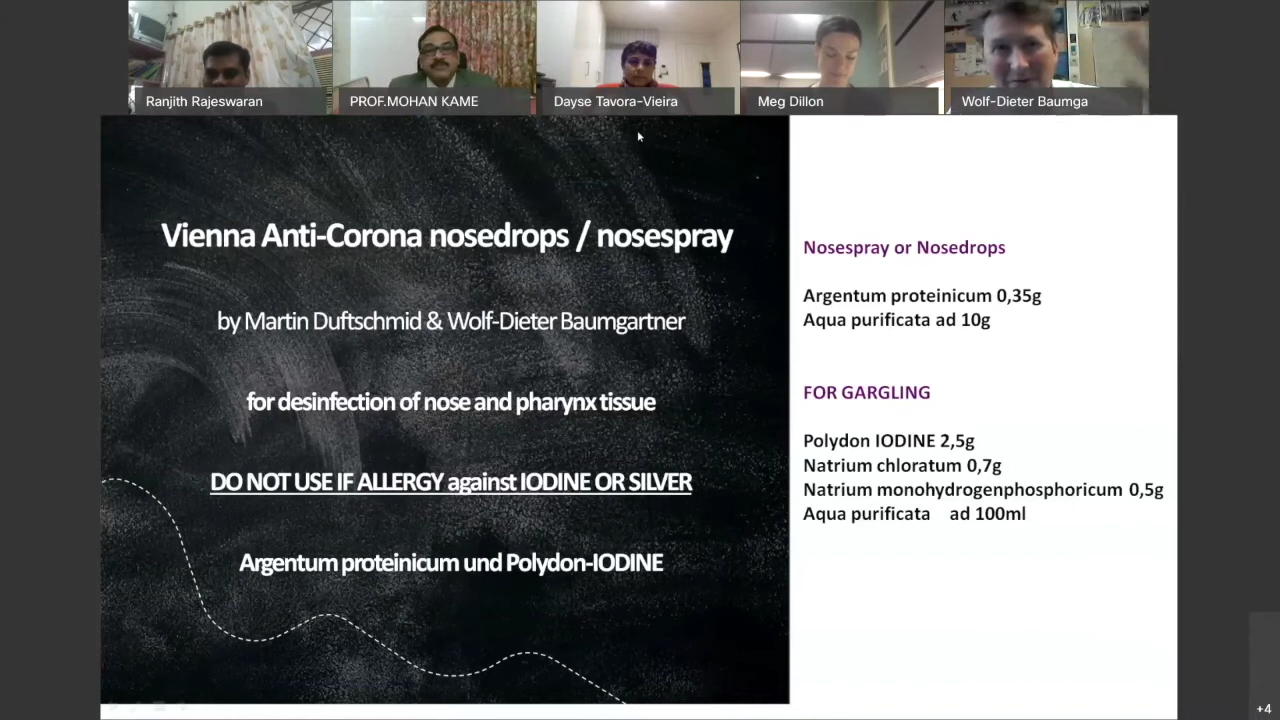 Ranjith Rajeswaran
PROF.MOHAN KAME
Dayse Tavora-Vieira
Meg Dillon
Wolf-Dieter Baumga
Vienna Anti-Corona nosedrops / nosespray
by Martin Duftschmid & Wolf-Dieter Baumgartner
for desinfection of nose and pharynx tissue
DO NOT USE IF ALLERGY against IODINE OR SILVER
Argentum proteinicum und Polydon-IODINE
Nosespray or Nosedrops
Argentum proteinicum 0,35g
Aqua purificata ad 10g
FOR GARGLING
Polydon IODINE 2,5g
Natrium chloratum 0,7g
Natrium monohydrogenphosphoricum 0,5g
Aqua purificata ad 100ml
+4